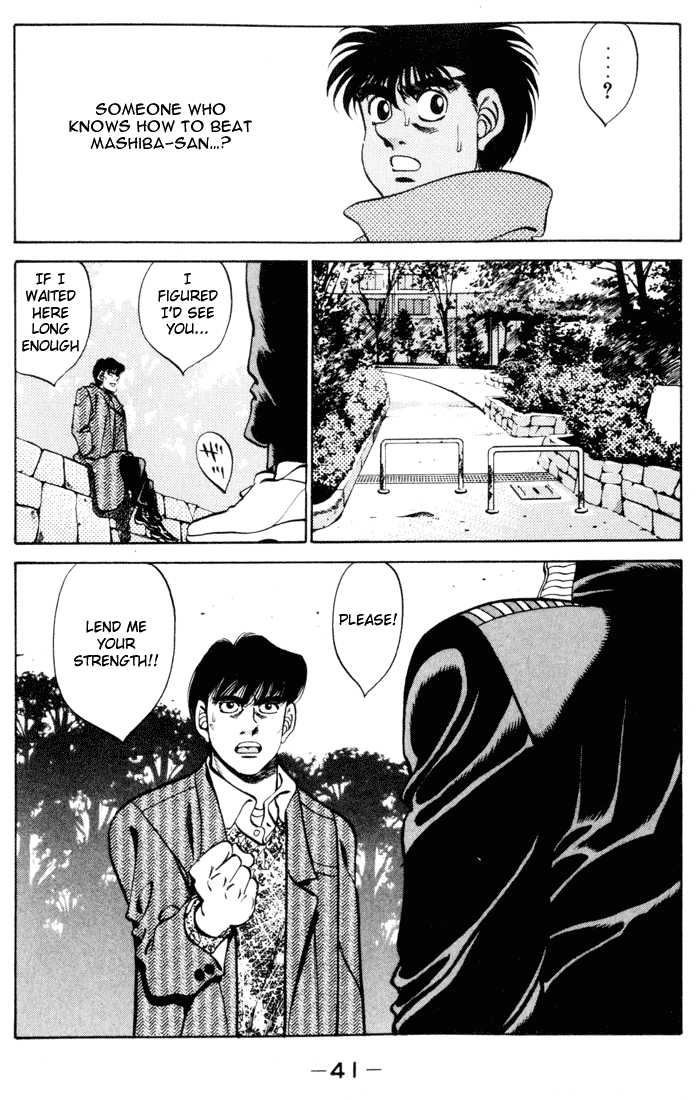 ....?
SOMEONE WHO
KNOWS HOW TO BEAT
MASHIBA-SAN...?
I
FIGURED
I'D SEE
YOU...
IF I
WAITED
HERE
LONG
ENOUGH
PLEASE!
LEND ME
YOUR
STRENGTH!!
—41—